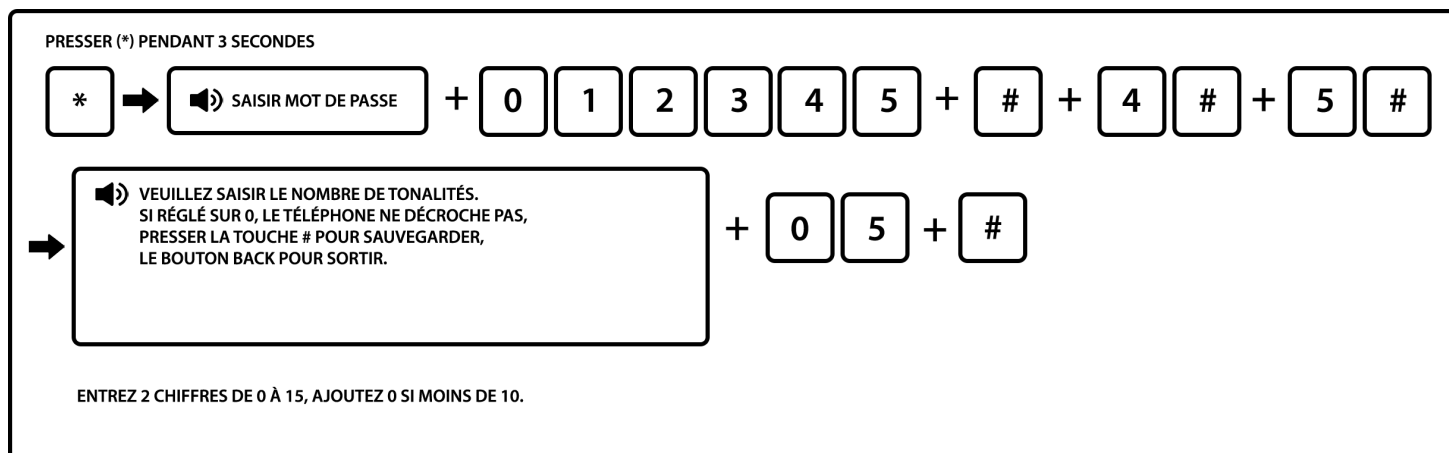 PRESSER (*) PENDANT 3 SECONDES
* SAISIR MOT DE PASSE + 0 1 2 3 4 5 + # + 4 # + 5 #
VEUILLEZ SAISIR LE NOMBRE DE TONALITÉS.
SI RÉGLÉ SUR 0, LE TÉLÉPHONE NE DÉCROCHE PAS,
PRESSER LA TOUCHE # POUR SAUVEGARDER,
LE BOUTON BACK POUR SORTIR.
+ 0 5 + #
ENTREZ 2 CHIFFRES DE 0 À 15, AJOUTEZ 0 SI MOINS DE 10.